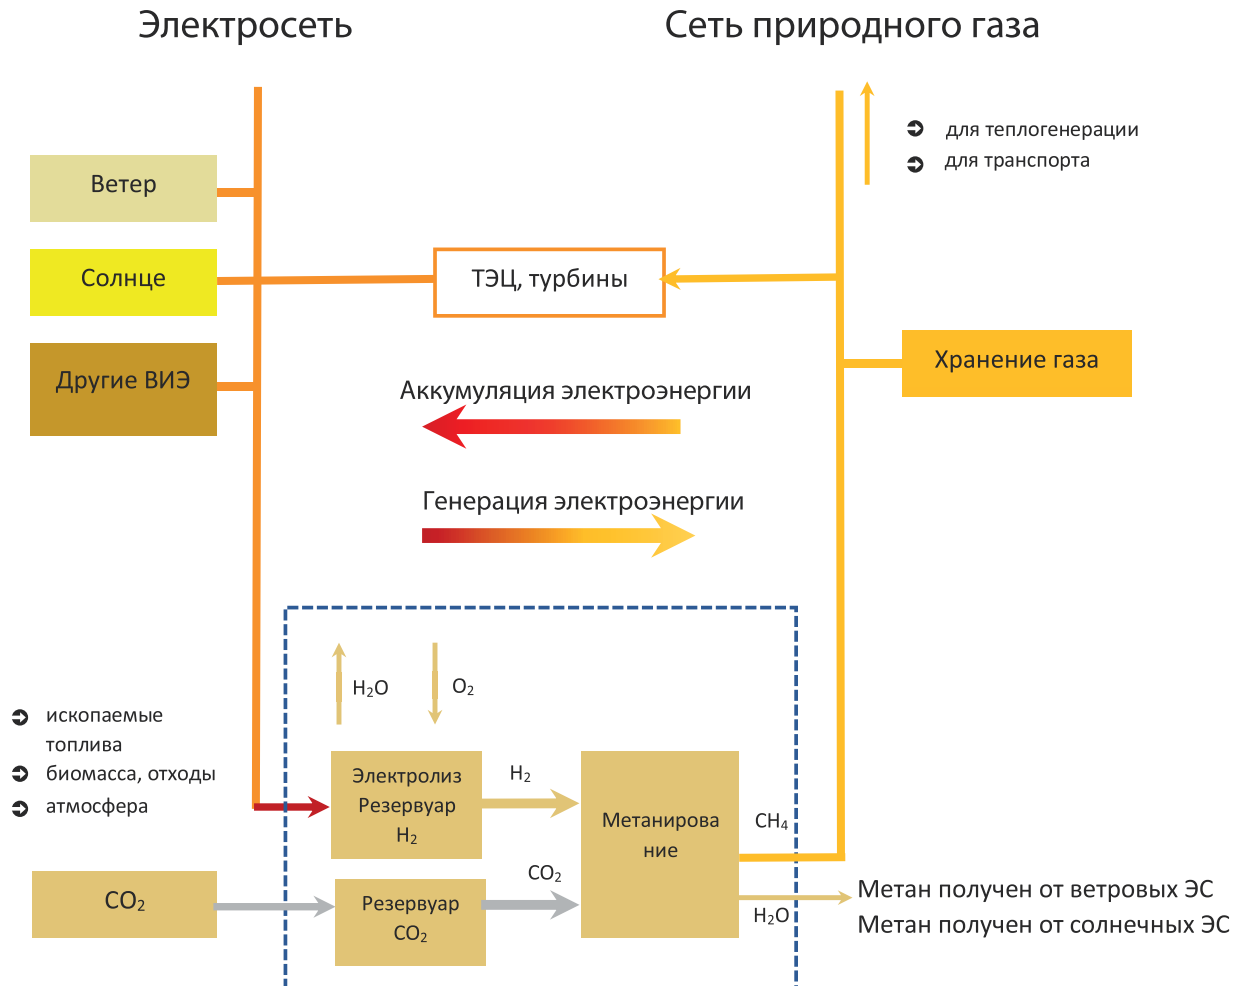 Электросеть
Сеть природного газа
для теплогенерации
для транспорта
Ветер
Солнце
Другие ВИЭ
ТЭЦ, турбины
Хранение газа
Аккумуляция электроэнергии
Генерация электроэнергии
H₂O
O₂
ископаемые
топлива
биомасса, отходы
атмосфера
Электролиз
Резервуар
H₂
H₂
Метанирова
ние
CH₄
CO₂
CO₂
Резервуар
CO₂
H₂O
Метан получен от ветровых ЭС
Метан получен от солнечных ЭС